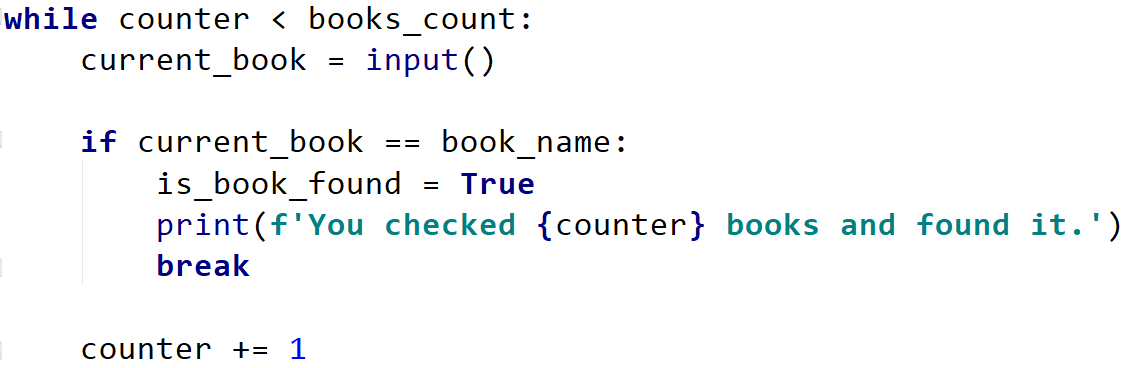 while counter < books_count:
    current_book = input()
    if current_book == book_name:
        is_book_found = True
        print(f'You checked {counter} books and found it.')
        break
    counter += 1